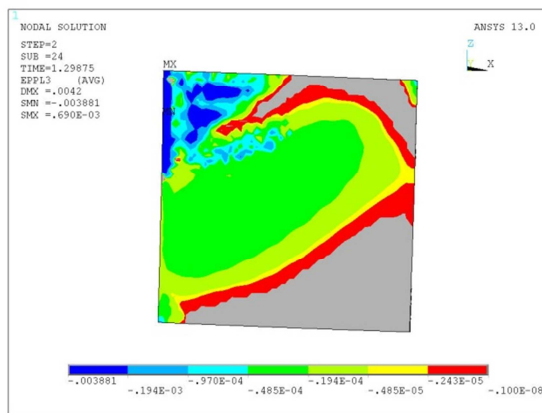 1
NODAL SOLUTION
ANSYS 13.0
STEP=2
SUB =24
TIME=1.29875
EPPL3 (AVG)
DMX =.0042
SMN =-.003881
SMX =.690E-03
Z
X
MX
-.003881
-.194E-03
-.970E-04
-.485E-04
-.194E-04
-.485E-05
-.243E-05
-.100E-08